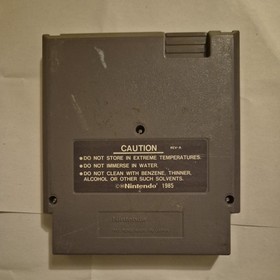 CAUTION
REV-A
• DO NOT STORE IN EXTREME TEMPERATURES.
• DO NOT IMMERSE IN WATER.
• DO NOT CLEAN WITH BENZENE, THINNER,
ALCOHOL OR OTHER SUCH SOLVENTS.
©Nintendo® 1985